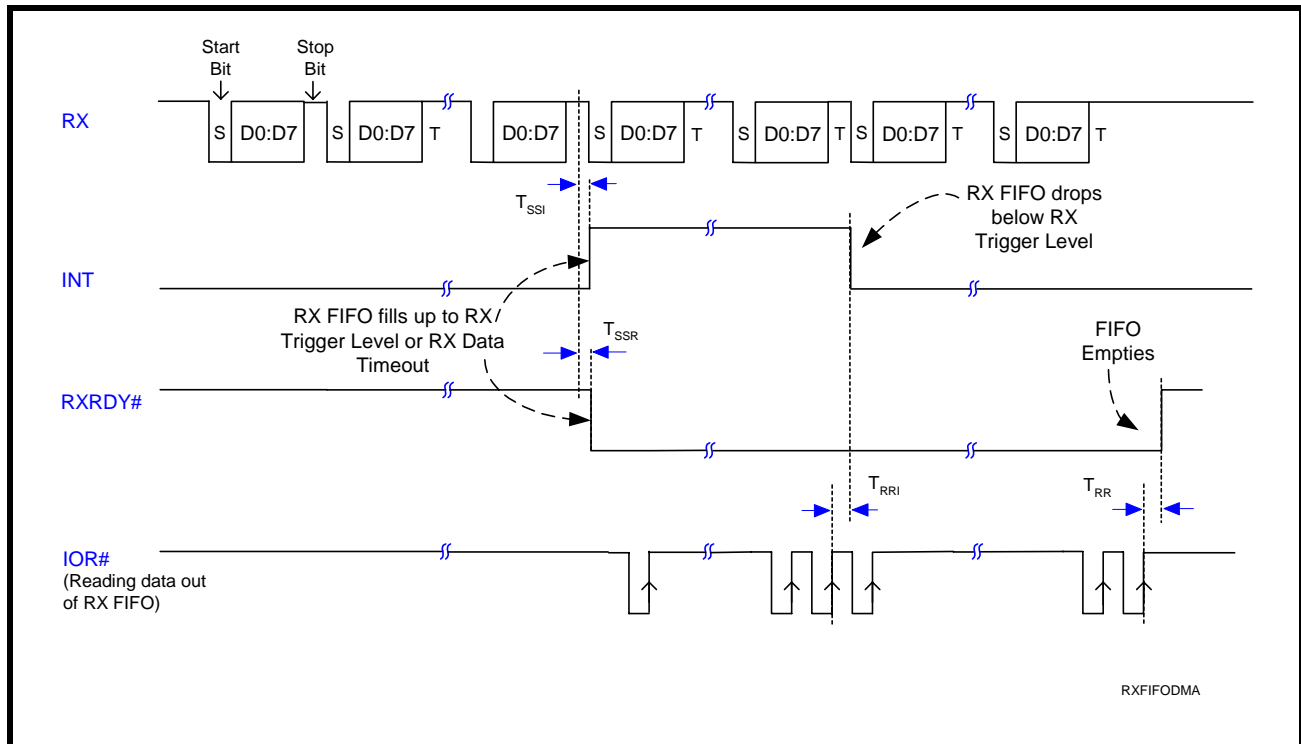 Start
Bit
Stop
Bit
RX
S D0:D7 S D0:D7 T D0:D7 S D0:D7 T S D0:D7 T S D0:D7 T S D0:D7 T
TSSI
RX FIFO drops
below RX
Trigger Level
INT
RX FIFO fills up to RX
Trigger Level or RX Data
Timeout
TSSR
FIFO
Empties
RXRDY#
TRRI
TRR
IOR#
(Reading data out
of RX FIFO)
RXFIFODMA